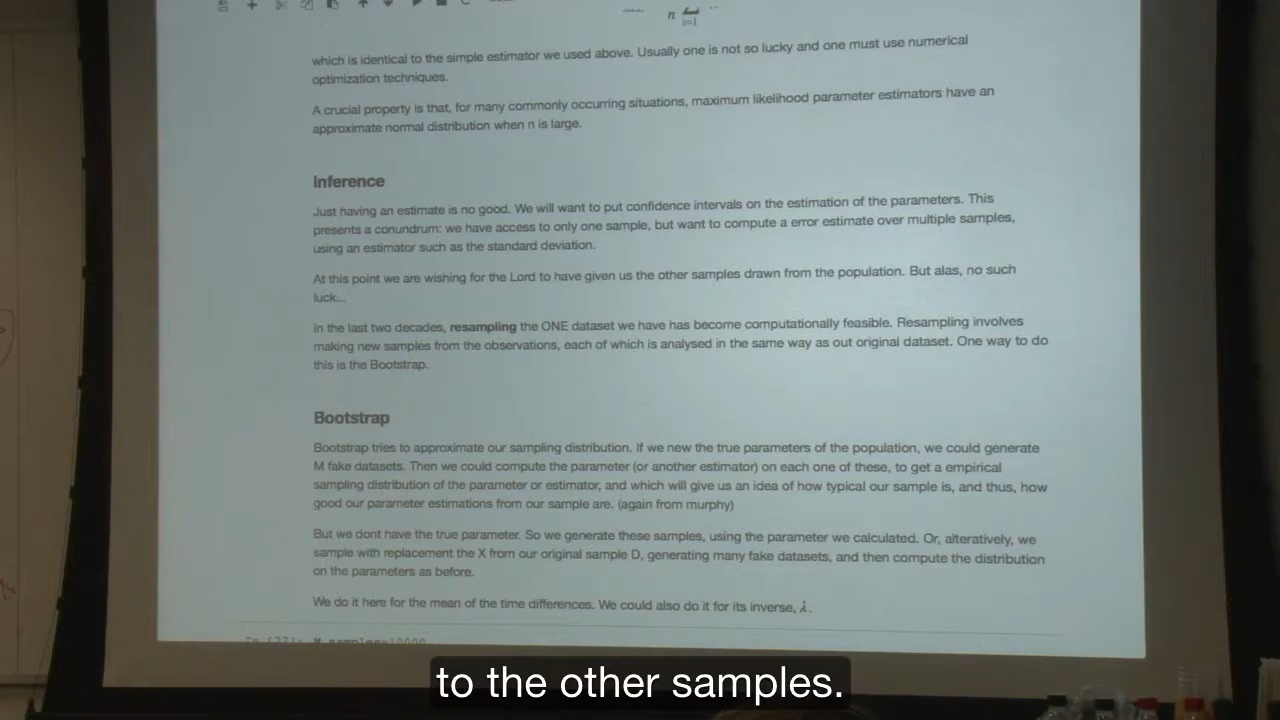 n
i=1
which is identical to the simple estimator we used above. Usually one is not so lucky and one must use numerical
optimization techniques.
A crucial property is that, for many commonly occurring situations, maximum likelihood parameter estimators have an
approximate normal distribution when n is large.
Inference
Just having an estimate is no good. We will want to put confidence intervals on the estimation of the parameters. This
presents a conundrum: we have access to only one sample, but want to compute a error estimate over multiple samples,
using an estimator such as the standard deviation.
At this point we are wishing for the Lord to have given us the other samples drawn from the population. But alas, no such
luck...
In the last two decades, resampling the ONE dataset we have has become computationally feasible. Resampling involves
making new samples from the observations, each of which is analysed in the same way as out original dataset. One way to do
this is the Bootstrap.
Bootstrap
Bootstrap tries to approximate our sampling distribution. If we new the true parameters of the population, we could generate
M fake datasets. Then we could compute the parameter (or another estimator) on each one of these, to get a empirical
sampling distribution of the parameter or estimator, and which will give us an idea of how typical our sample is, and thus, how
good our parameter estimations from our sample are. (again from murphy)
But we dont have the true parameter. So we generate these samples, using the parameter we calculated. Or, alteratively, we
sample with replacement the X from our original sample D, generating many fake datasets, and then compute the distribution
on the parameters as before.
We do it here for the mean of the time differences. We could also do it for its inverse, λ̂.
to the other samples.